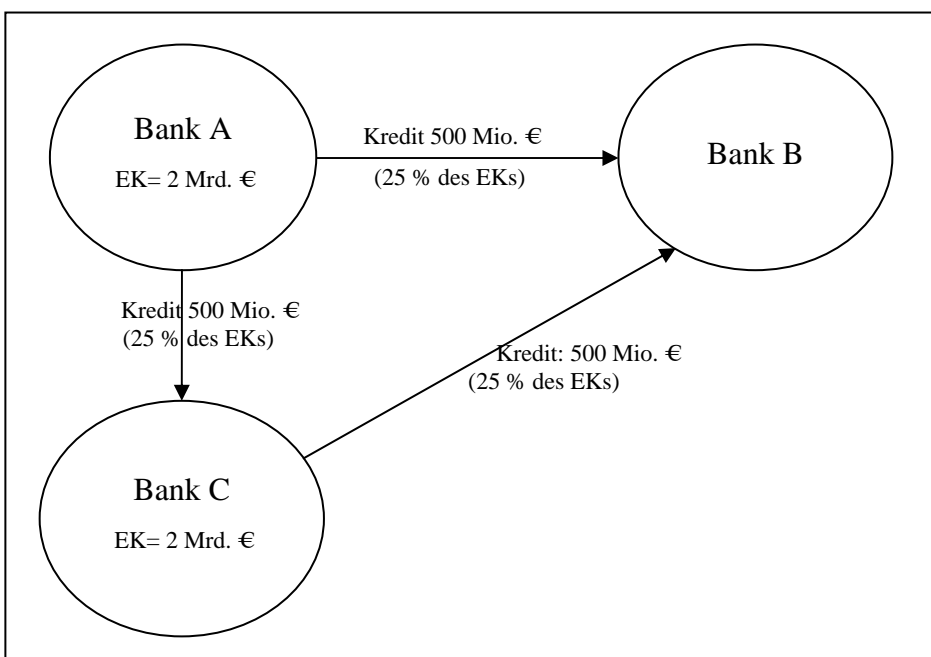 Bank A
EK= 2 Mrd. €
Kredit 500 Mio. €
(25 % des EKs)
Bank B
Kredit 500 Mio. €
(25 % des EKs)
Kredit: 500 Mio. €
(25 % des EKs)
Bank C
EK= 2 Mrd. €